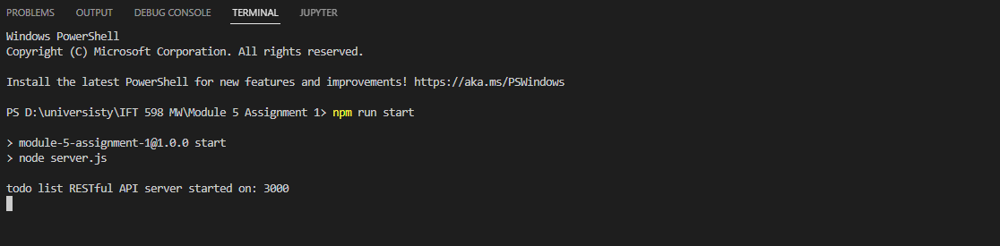 PROBLEMS OUTPUT DEBUG CONSOLE TERMINAL JUPYTER
Windows PowerShell
Copyright (C) Microsoft Corporation. All rights reserved.
Install the latest PowerShell for new features and improvements! https://aka.ms/PSWindows
PS D:\universisty\IFT 598 MW\Module 5 Assignment 1> npm run start
> module-5-assignment-1@1.0.0 start
> node server.js
todo list RESTful API server started on: 3000